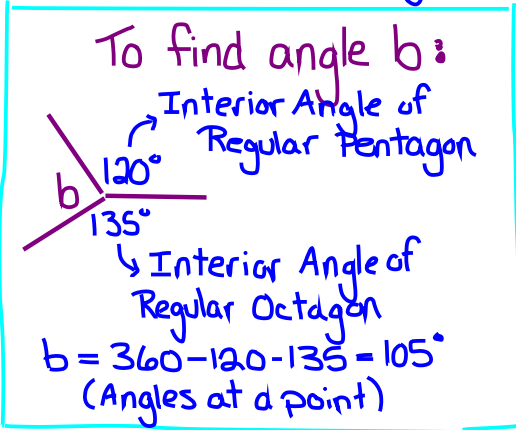 To find angle b:
Interior Angle of
Regular Pentagon
120°
b
135°
Interior Angle of
Regular Octagon
b = 360-120-135 = 105°
(Angles at a point)